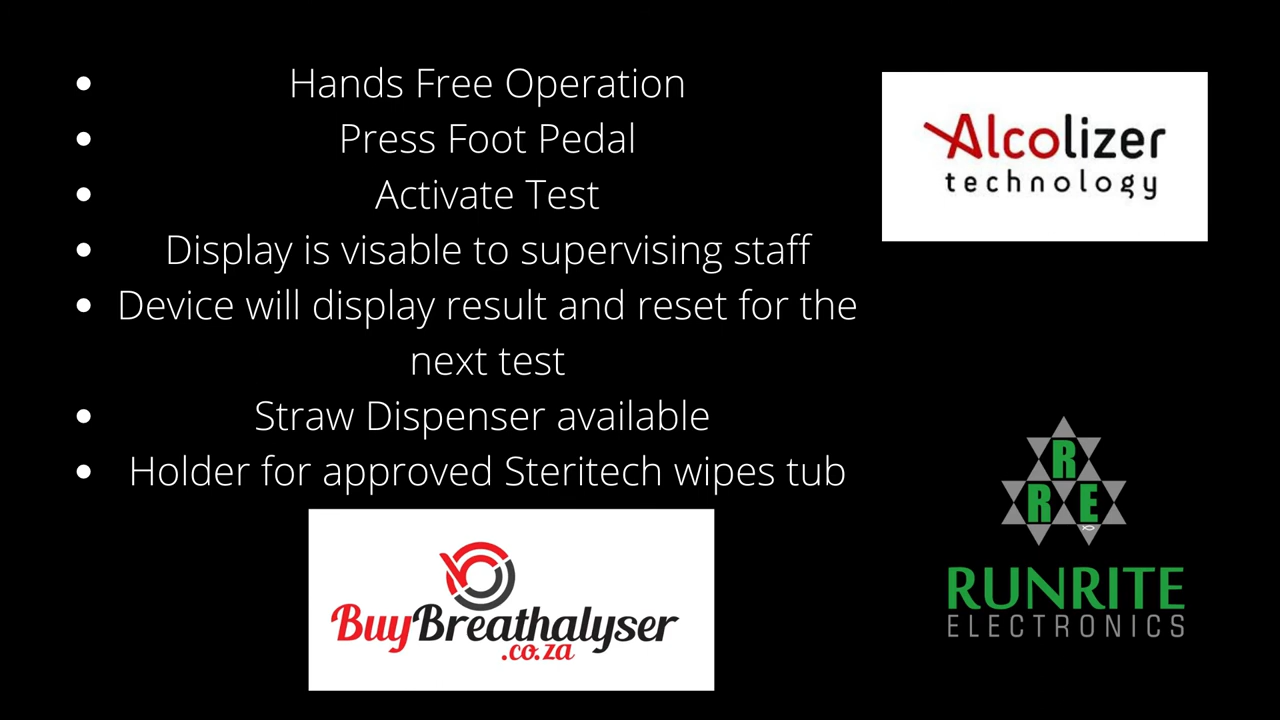 Hands Free Operation
Press Foot Pedal
Activate Test
Display is visable to supervising staff
Device will display result and reset for the
next test
Straw Dispenser available
Holder for approved Steritech wipes tub
Alcolizer
technology
R
R E
RUNRITE
ELECTRONICS
BuyBreathalyser
.co.za